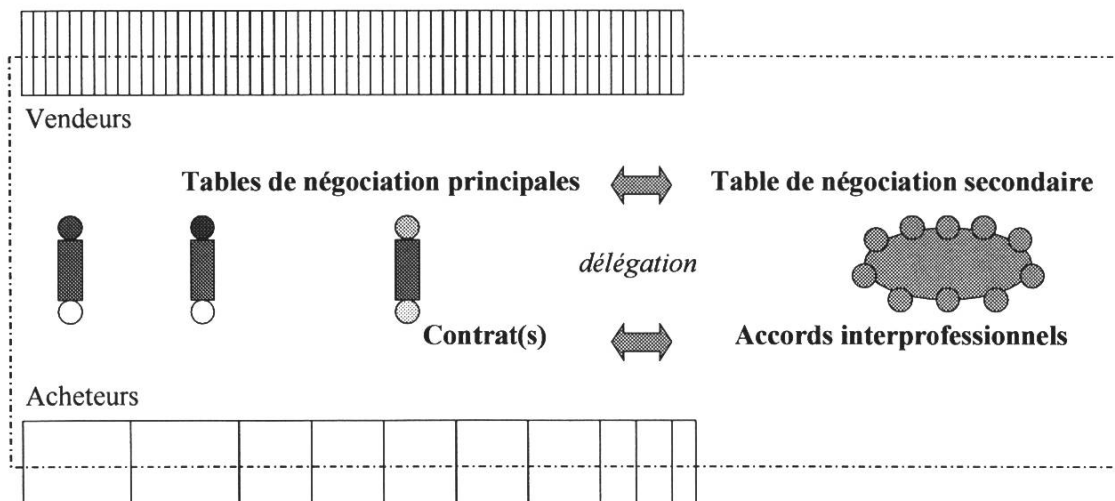 Vendeurs
Tables de négociation principales
Table de négociation secondaire
délégation
Contrat(s)
Accords interprofessionnels
Acheteurs